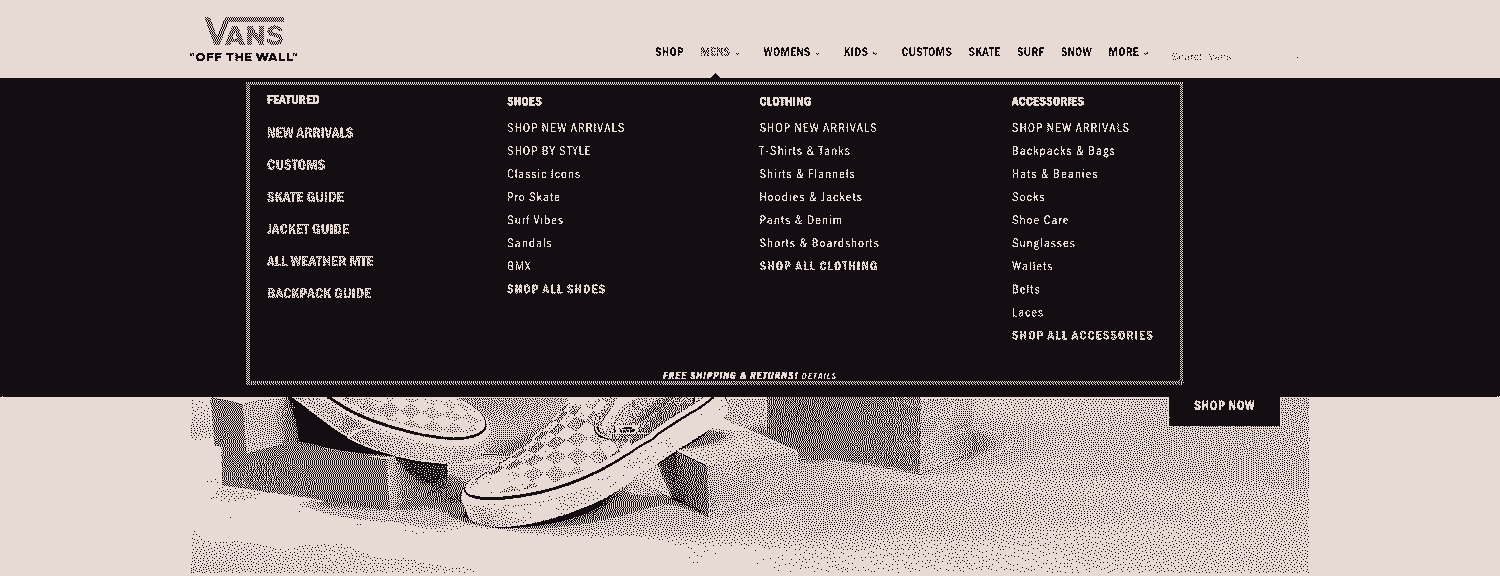 VANS
"OFF THE WALL"
SHOP MENS WOMENS KIDS CUSTOMS SKATE SURF SNOW MORE
Search Vans
FEATURED
NEW ARRIVALS
CUSTOMS
SKATE GUIDE
JACKET GUIDE
ALL WEATHER MTE
BACKPACK GUIDE
SHOES
SHOP NEW ARRIVALS
SHOP BY STYLE
Classic Icons
Pro Skate
Surf Vibes
Sandals
BMX
SHOP ALL SHOES
CLOTHING
SHOP NEW ARRIVALS
T-Shirts & Tanks
Shirts & Flannels
Hoodies & Jackets
Pants & Denim
Shorts & Boardshorts
SHOP ALL CLOTHING
ACCESSORIES
SHOP NEW ARRIVALS
Backpacks & Bags
Hats & Beanies
Socks
Shoe Care
Sunglasses
Wallets
Belts
Laces
SHOP ALL ACCESSORIES
FREE SHIPPING & RETURNS! DETAILS
SHOP NOW